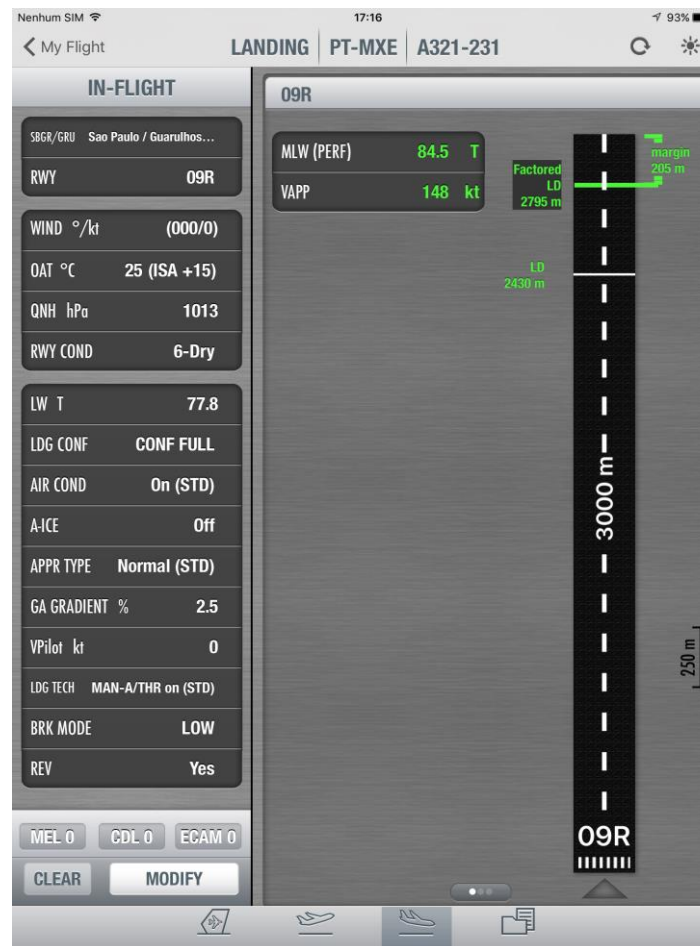 Nenhum SIM 17:16 93%
My Flight LANDING PT-MXE A321-231
IN-FLIGHT
SBGR/GRU Sao Paulo / Guarulhos...
RWY 09R
WIND °/kt (000/0)
OAT °C 25 (ISA +15)
QNH hPa 1013
RWY COND 6-Dry
LW T 77.8
LDG CONF CONF FULL
AIR COND On (STD)
A-ICE Off
APPR TYPE Normal (STD)
GA GRADIENT % 2.5
VPilot kt 0
LDG TECH MAN-A/THR on (STD)
BRK MODE LOW
REV Yes
MEL 0 CDL 0 ECAM 0
CLEAR MODIFY
09R
MLW (PERF) 84.5 T
VAPP 148 kt
Factored
LD
2795 m
margin
205 m
LD
2430 m
3000 m
250 m
09R